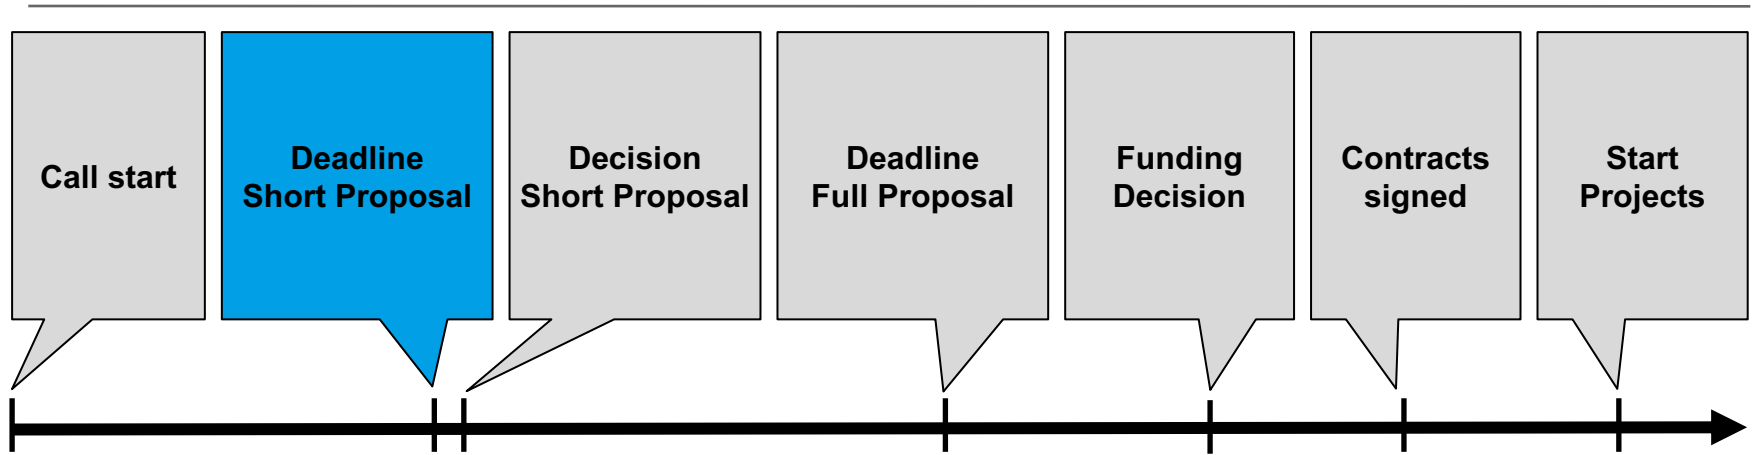 Call start
Deadline
Short Proposal
Decision
Short Proposal
Deadline
Full Proposal
Funding
Decision
Contracts
signed
Start
Projects